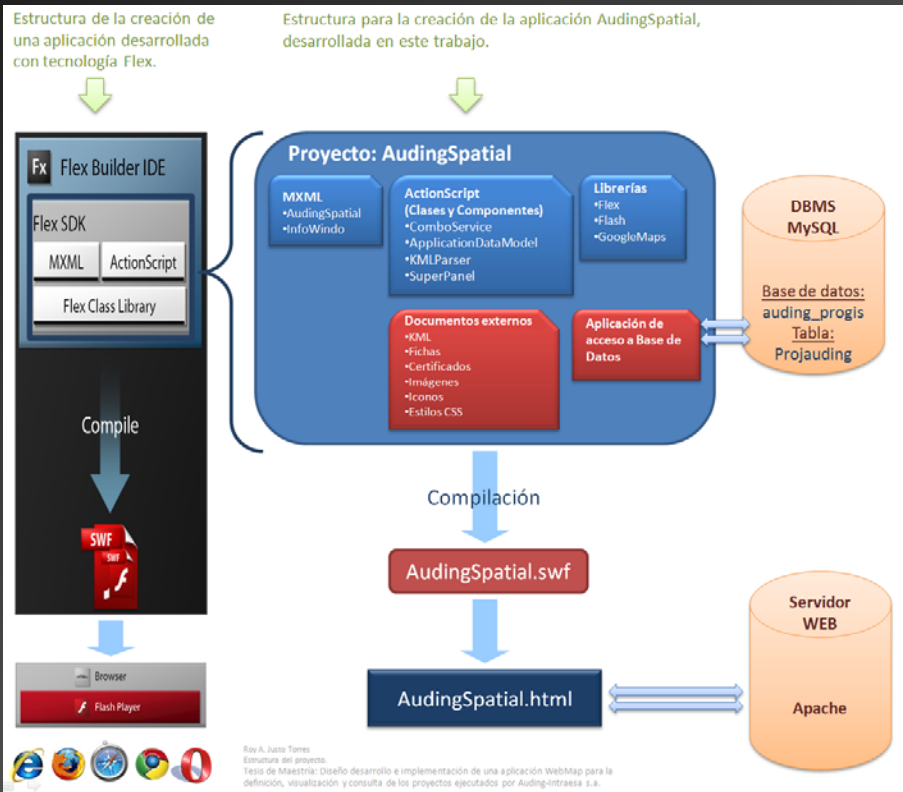 Estructura de la creación de
una aplicación desarrollada
con tecnología Flex.
Estructura para la creación de la aplicación AudingSpatial,
desarrollada en este trabajo.
Fx Flex Builder IDE
Flex SDK
MXML ActionScript
Flex Class Library
Compile
SWF
SWF
Browser
Flash Player
Proyecto: AudingSpatial
MXML
•AudingSpatial
•InfoWindo
ActionScript
(Clases y Componentes)
•ComboService
•ApplicationDataModel
•KMLParser
•SuperPanel
Librerías
•Flex
•Flash
•GoogleMaps
Documentos externos
•KML
•Fichas
•Certificados
•Imágenes
•Iconos
•Estilos CSS
Aplicación de
acceso a Base de
Datos
DBMS
MySQL
Base de datos:
auding_progis
Tabla:
Projauding
Compilación
AudingSpatial.swf
AudingSpatial.html
Servidor
WEB
Apache
Roy A. Justo Torres
Estructura del proyecto.
Tesis de Maestría: Diseño desarrollo e implementación de una aplicación WebMap para la
definición, visualización y consulta de los proyectos ejecutados por Auding-Intraesa s.a.